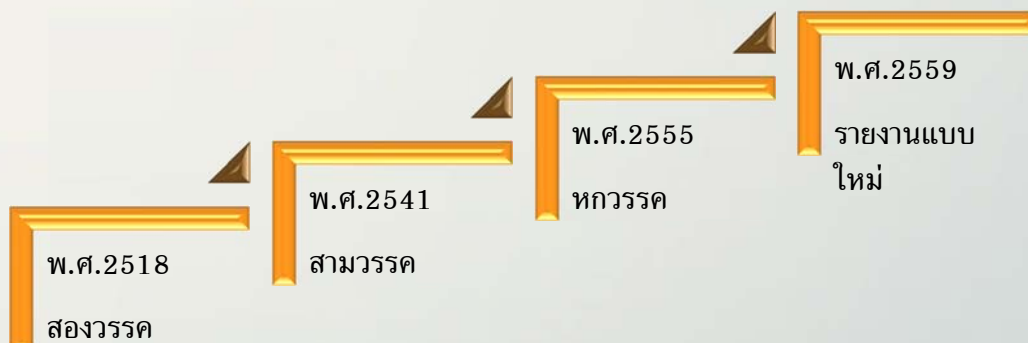 พ.ศ.2518
สองวรรค
พ.ศ.2541
สามวรรค
พ.ศ.2555
หกวรรค
พ.ศ.2559
รายงานแบบ
ใหม่